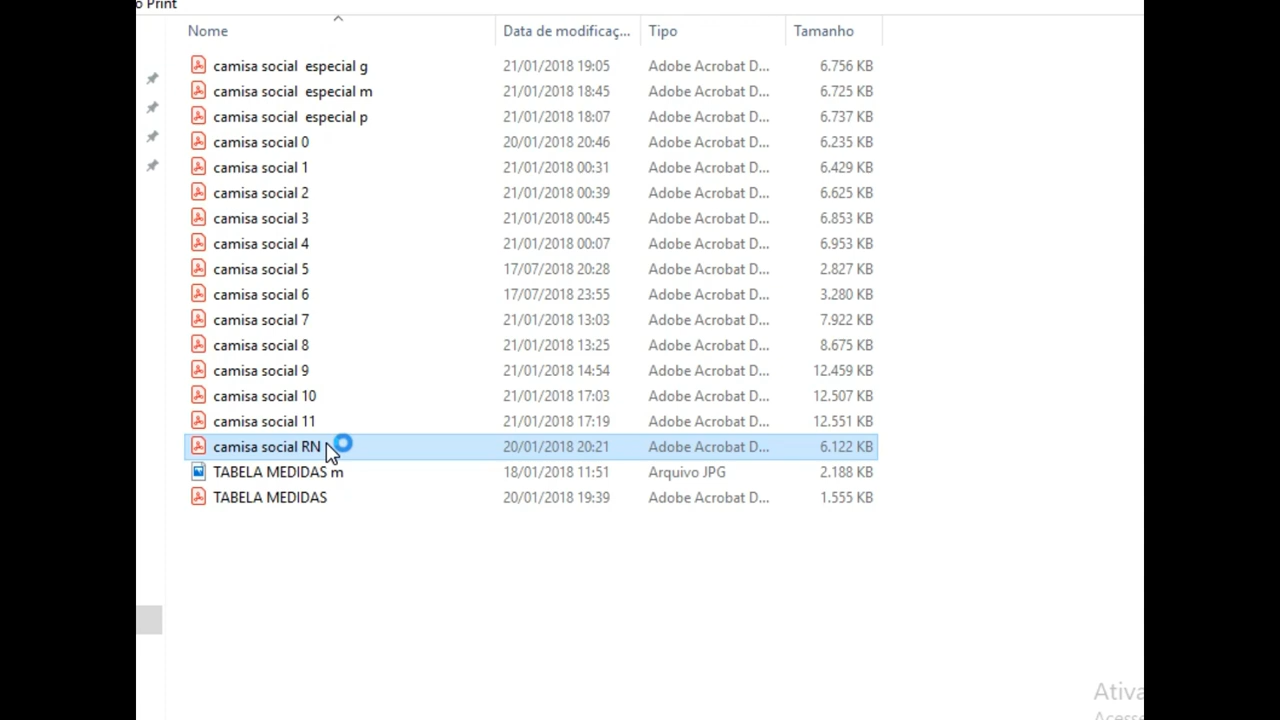 o Print
Nome Data de modificaç... Tipo Tamanho
camisa social especial g 21/01/2018 19:05 Adobe Acrobat D... 6.756 KB
camisa social especial m 21/01/2018 18:45 Adobe Acrobat D... 6.725 KB
camisa social especial p 21/01/2018 18:07 Adobe Acrobat D... 6.737 KB
camisa social 0 20/01/2018 20:46 Adobe Acrobat D... 6.235 KB
camisa social 1 21/01/2018 00:31 Adobe Acrobat D... 6.429 KB
camisa social 2 21/01/2018 00:39 Adobe Acrobat D... 6.625 KB
camisa social 3 21/01/2018 00:45 Adobe Acrobat D... 6.853 KB
camisa social 4 21/01/2018 00:07 Adobe Acrobat D... 6.953 KB
camisa social 5 17/07/2018 20:28 Adobe Acrobat D... 2.827 KB
camisa social 6 17/07/2018 23:55 Adobe Acrobat D... 3.280 KB
camisa social 7 21/01/2018 13:03 Adobe Acrobat D... 7.922 KB
camisa social 8 21/01/2018 13:25 Adobe Acrobat D... 8.675 KB
camisa social 9 21/01/2018 14:54 Adobe Acrobat D... 12.459 KB
camisa social 10 21/01/2018 17:03 Adobe Acrobat D... 12.507 KB
camisa social 11 21/01/2018 17:19 Adobe Acrobat D... 12.551 KB
camisa social RN 20/01/2018 20:21 Adobe Acrobat D... 6.122 KB
TABELA MEDIDAS m 18/01/2018 11:51 Arquivo JPG 2.188 KB
TABELA MEDIDAS 20/01/2018 19:39 Adobe Acrobat D... 1.555 KB
Ativa
Acesse